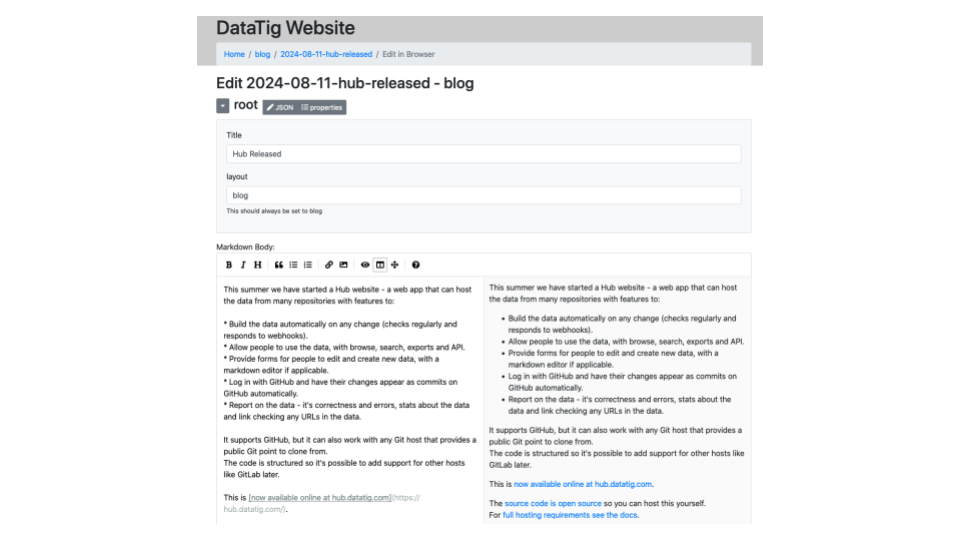 DataTig Website
Home / blog / 2024-08-11-hub-released / Edit in Browser
Edit 2024-08-11-hub-released - blog
root JSON properties
Title
Hub Released
layout
blog
This should always be set to blog
Markdown Body:
B I H
This summer we have started a Hub website - a web app that can host
the data from many repositories with features to:
* Build the data automatically on any change (checks regularly and
responds to webhooks).
* Allow people to use the data, with browse, search, exports and API.
* Provide forms for people to edit and create new data, with a
markdown editor if applicable.
* Log in with GitHub and have their changes appear as commits on
GitHub automatically.
* Report on the data - it's correctness and errors, stats about the data
and link checking any URLs in the data.
It supports GitHub, but it can also work with any Git host that provides a
public Git point to clone from.
The code is structured so it's possible to add support for other hosts
like GitLab later.
This is [now available online at hub.datatig.com](https://
hub.datatig.com/).
This summer we have started a Hub website - a web app that can host
the data from many repositories with features to:
• Build the data automatically on any change (checks regularly and
responds to webhooks).
• Allow people to use the data, with browse, search, exports and API.
• Provide forms for people to edit and create new data, with a
markdown editor if applicable.
• Log in with GitHub and have their changes appear as commits on
GitHub automatically.
• Report on the data - it's correctness and errors, stats about the
data and link checking any URLs in the data.
It supports GitHub, but it can also work with any Git host that provides a
public Git point to clone from.
The code is structured so it's possible to add support for other hosts like
GitLab later.
This is now available online at hub.datatig.com.
The source code is open source so you can host this yourself.
For full hosting requirements see the docs.